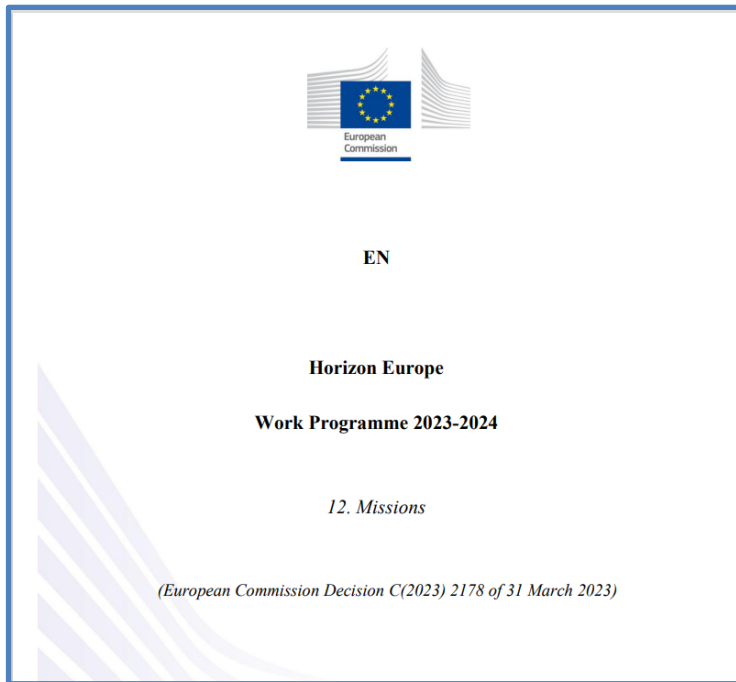 European
Commission
EN
Horizon Europe
Work Programme 2023-2024
12. Missions
(European Commission Decision C(2023) 2178 of 31 March 2023)